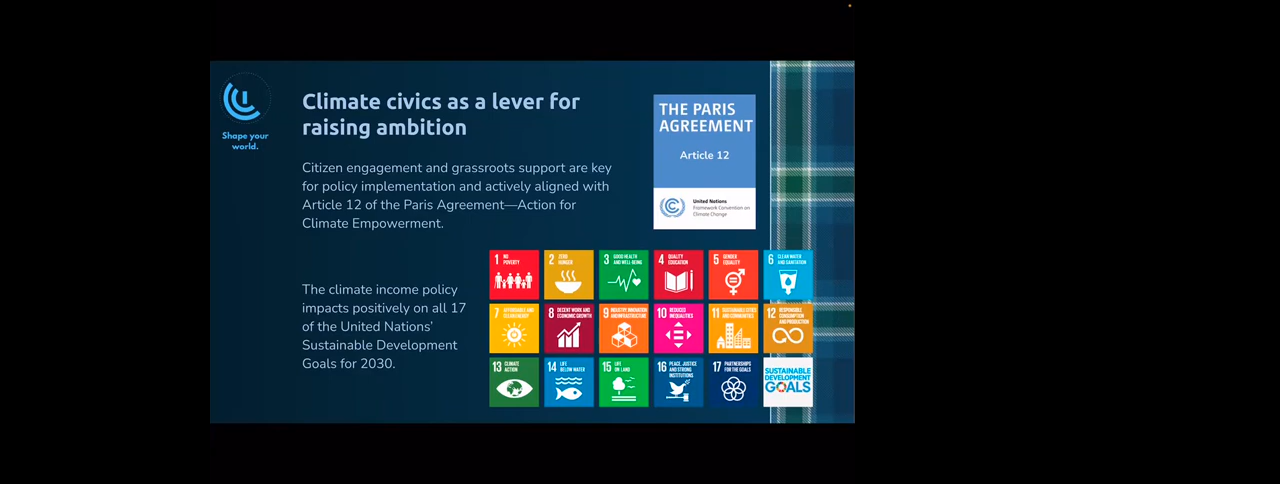 Shape your
world.
Climate civics as a lever for
raising ambition
Citizen engagement and grassroots support are key
for policy implementation and actively aligned with
Article 12 of the Paris Agreement—Action for
Climate Empowerment.
THE PARIS
AGREEMENT
Article 12
United Nations
Framework Convention on
Climate Change
The climate income policy
impacts positively on all 17
of the United Nations'
Sustainable Development
Goals for 2030.
1 NO
POVERTY
2 ZERO
HUNGER
3 GOOD HEALTH
AND WELL-BEING
4 QUALITY
EDUCATION
5 GENDER
EQUALITY
6 CLEAN WATER
AND SANITATION
7 AFFORDABLE AND
CLEAN ENERGY
8 DECENT WORK AND
ECONOMIC GROWTH
9 INDUSTRY, INNOVATION
AND INFRASTRUCTURE
10 REDUCED
INEQUALITIES
11 SUSTAINABLE CITIES
AND COMMUNITIES
12 RESPONSIBLE
CONSUMPTION
AND PRODUCTION
13 CLIMATE
ACTION
14 LIFE
BELOW WATER
15 LIFE
ON LAND
16 PEACE, JUSTICE
AND STRONG
INSTITUTIONS
17 PARTNERSHIPS
FOR THE GOALS
SUSTAINABLE
DEVELOPMENT
GOALS